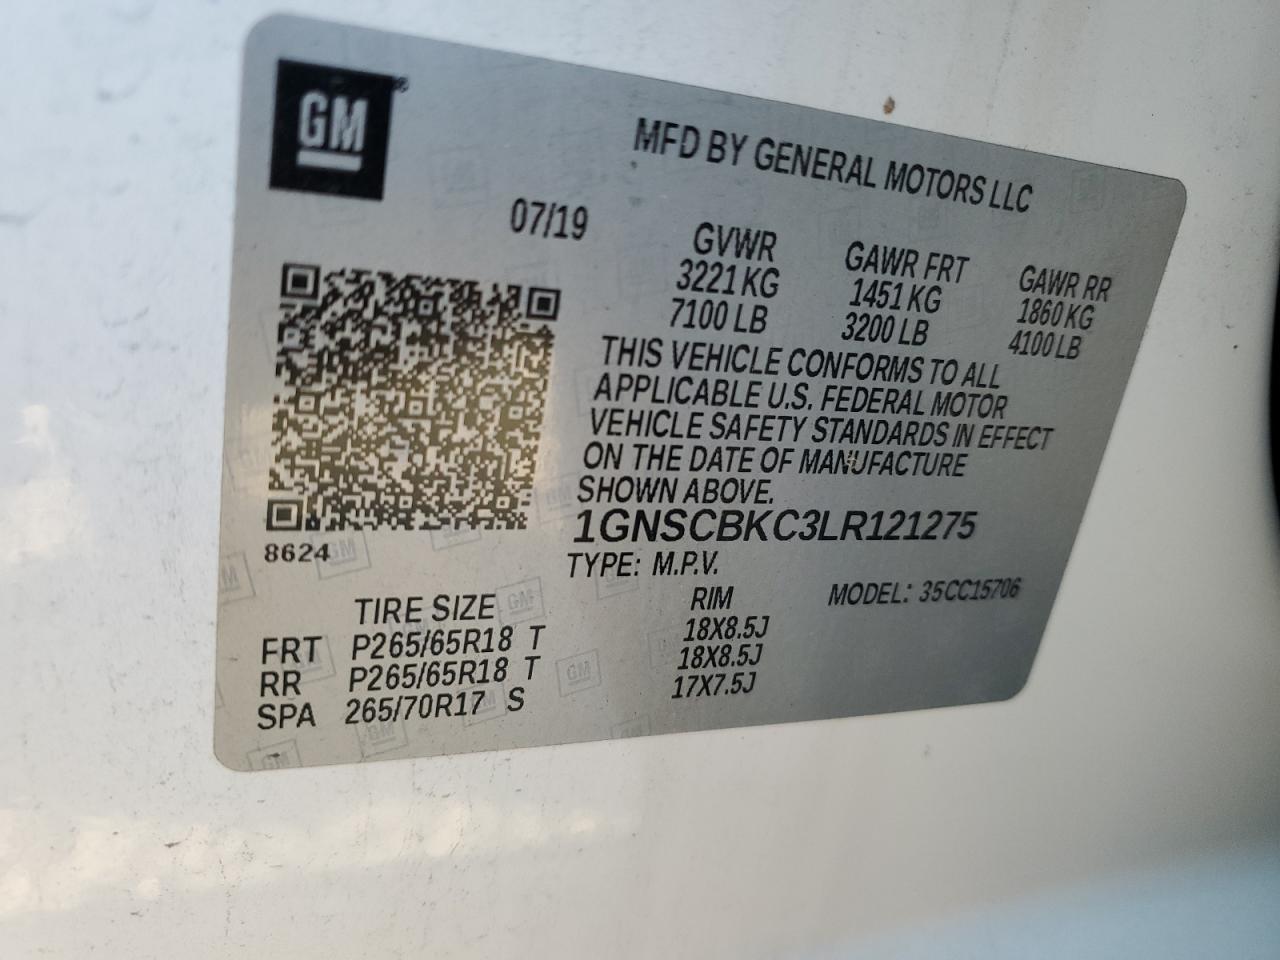 GM®
MFD BY GENERAL MOTORS LLC
07/19
GVWR GAWR FRT GAWR RR
3221 KG 1451 KG 1860 KG
7100 LB 3200 LB 4100 LB
THIS VEHICLE CONFORMS TO ALL
APPLICABLE U.S. FEDERAL MOTOR
VEHICLE SAFETY STANDARDS IN EFFECT
ON THE DATE OF MANUFACTURE
SHOWN ABOVE.
1GNSCBKC3LR121275
8624
TYPE: M.P.V.
MODEL: 35CC15706
TIRE SIZE RIM
FRT P265/65R18 T 18X8.5J
RR P265/65R18 T 18X8.5J
SPA 265/70R17 S 17X7.5J